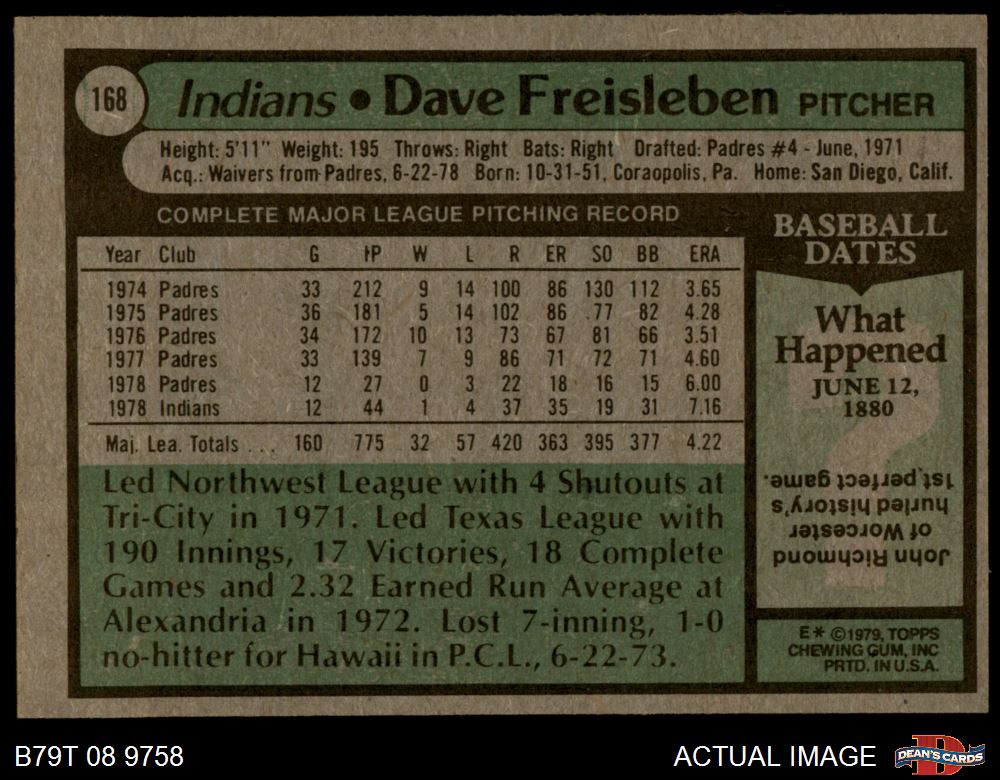 168
Indians • Dave Freisleben PITCHER
Height: 5'11" Weight: 195 Throws: Right Bats: Right Drafted: Padres #4 - June, 1971
Acq.: Waivers from Padres, 6-22-78 Born: 10-31-51, Coraopolis, Pa. Home: San Diego, Calif.
COMPLETE MAJOR LEAGUE PITCHING RECORD
Year Club G IP W L R ER SO BB ERA
1974 Padres 33 212 9 14 100 86 130 112 3.65
1975 Padres 36 181 5 14 102 86 77 82 4.28
1976 Padres 34 172 10 13 73 67 81 66 3.51
1977 Padres 33 139 7 9 86 71 72 71 4.60
1978 Padres 12 27 0 3 22 18 16 15 6.00
1978 Indians 12 44 1 4 37 35 19 31 7.16
Maj. Lea. Totals . . . 160 775 32 57 420 363 395 377 4.22
Led Northwest League with 4 Shutouts at
Tri-City in 1971. Led Texas League with
190 Innings, 17 Victories, 18 Complete
Games and 2.32 Earned Run Average at
Alexandria in 1972. Lost 7-inning, 1-0
no-hitter for Hawaii in P.C.L., 6-22-73.
BASEBALL
DATES
What
Happened
JUNE 12,
1880
John Richmond
of Worcester
hurled history's
1st perfect game.
E* ©1979, TOPPS
CHEWING GUM, INC
PRTD. IN U.S.A.
B79T 08 9758
ACTUAL IMAGE
D
DEAN'S CARDS